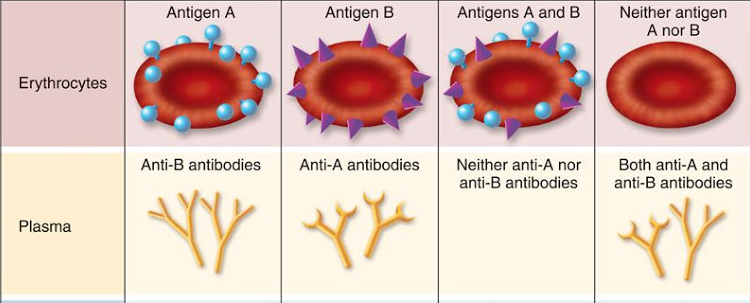 Antigen A
Antigen B
Antigens A and B
Neither antigen
A nor B
Erythrocytes
Anti-B antibodies
Anti-A antibodies
Neither anti-A nor
anti-B antibodies
Both anti-A and
anti-B antibodies
Plasma